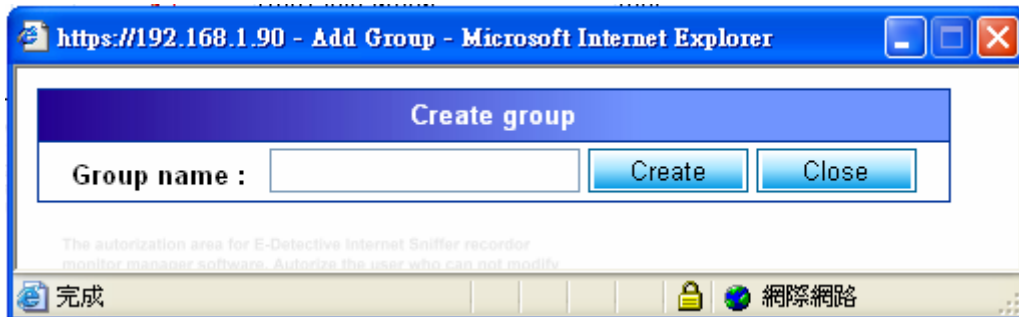 https://192.168.1.90 - Add Group - Microsoft Internet Explorer
Create group
Group name : Create Close
The autorization area for E-Detective Internet Sniffer recordor
monitor manager software. Autorize the user who can not modify
完成 網際網路